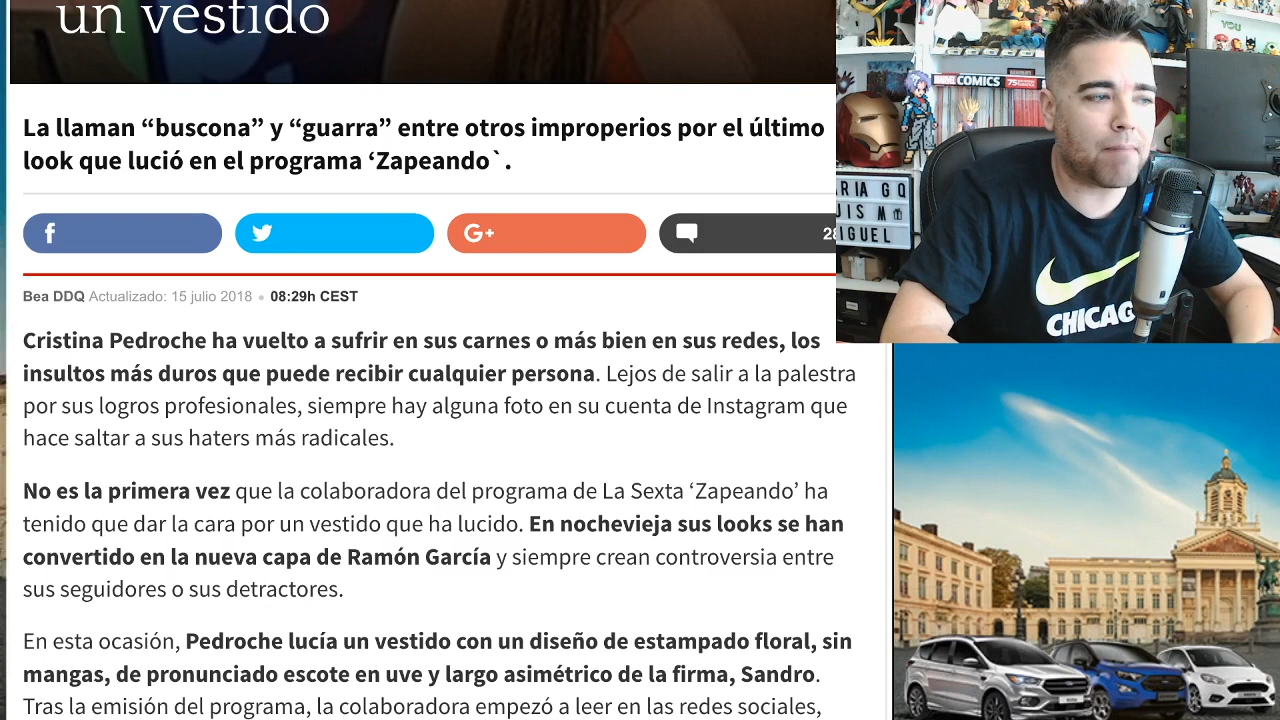 un vestido
La llaman “buscona” y “guarra” entre otros improperios por el último
look que lució en el programa ‘Zapeando`.
f
G+
28
Bea DDQ Actualizado: 15 julio 2018 • 08:29h CEST
Cristina Pedroche ha vuelto a sufrir en sus carnes o más bien en sus redes, los
insultos más duros que puede recibir cualquier persona. Lejos de salir a la palestra
por sus logros profesionales, siempre hay alguna foto en su cuenta de Instagram que
hace saltar a sus haters más radicales.
No es la primera vez que la colaboradora del programa de La Sexta ‘Zapeando’ ha
tenido que dar la cara por un vestido que ha lucido. En nochevieja sus looks se han
convertido en la nueva capa de Ramón García y siempre crean controversia entre
sus seguidores o sus detractores.
En esta ocasión, Pedroche lucía un vestido con un diseño de estampado floral, sin
mangas, de pronunciado escote en uve y largo asimétrico de la firma, Sandro.
Tras la emisión del programa, la colaboradora empezó a leer en las redes sociales,
YOU
MARVEL COMICS 75
RIA G Q
UIS M
IGUEL
CHICAG